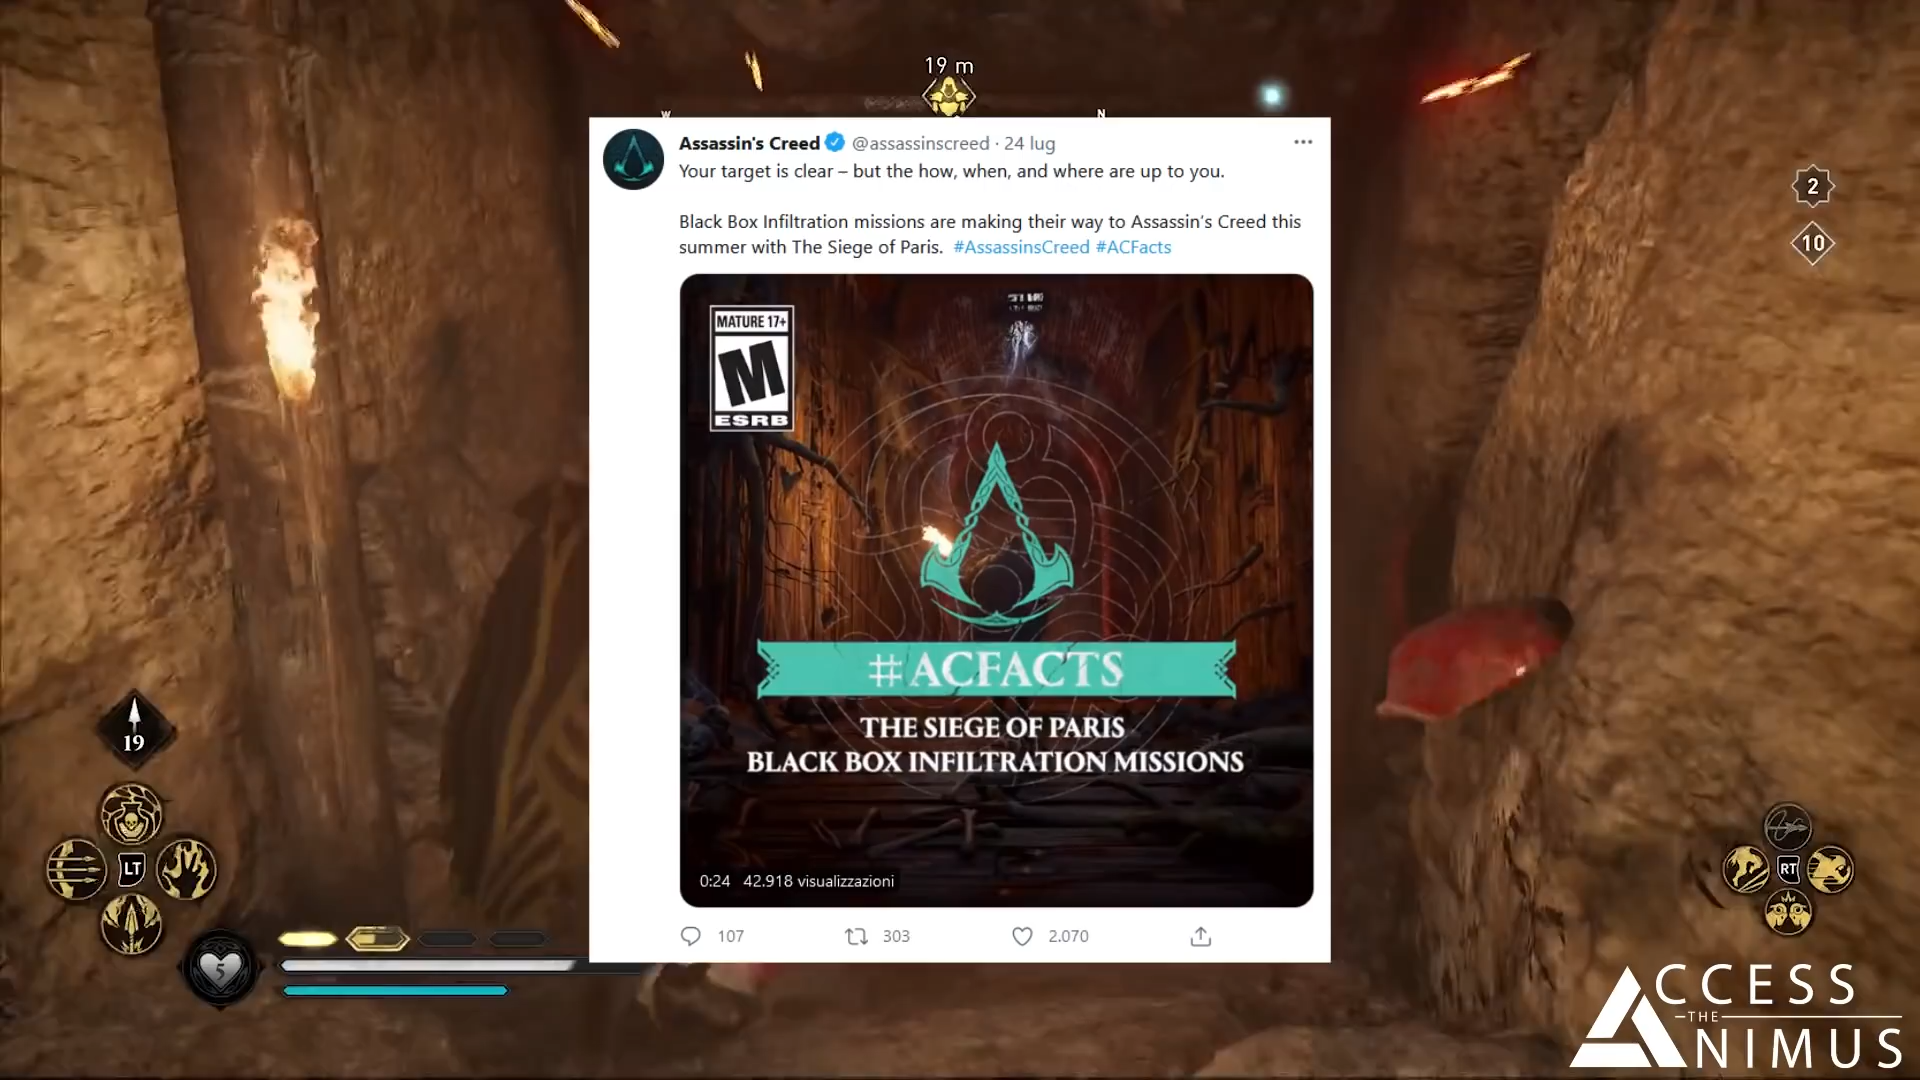 19 m
W
N
Assassin's Creed @assassinscreed · 24 lug
Your target is clear – but the how, when, and where are up to you.
Black Box Infiltration missions are making their way to Assassin's Creed this
summer with The Siege of Paris. #AssassinsCreed #ACFacts
MATURE 17+
M
ESRB
#ACFACTS
THE SIEGE OF PARIS
BLACK BOX INFILTRATION MISSIONS
0:24 42.918 visualizzazioni
107 303 2.070
2
10
19
LT
5
RT
ACCESS
THE
ANIMUS